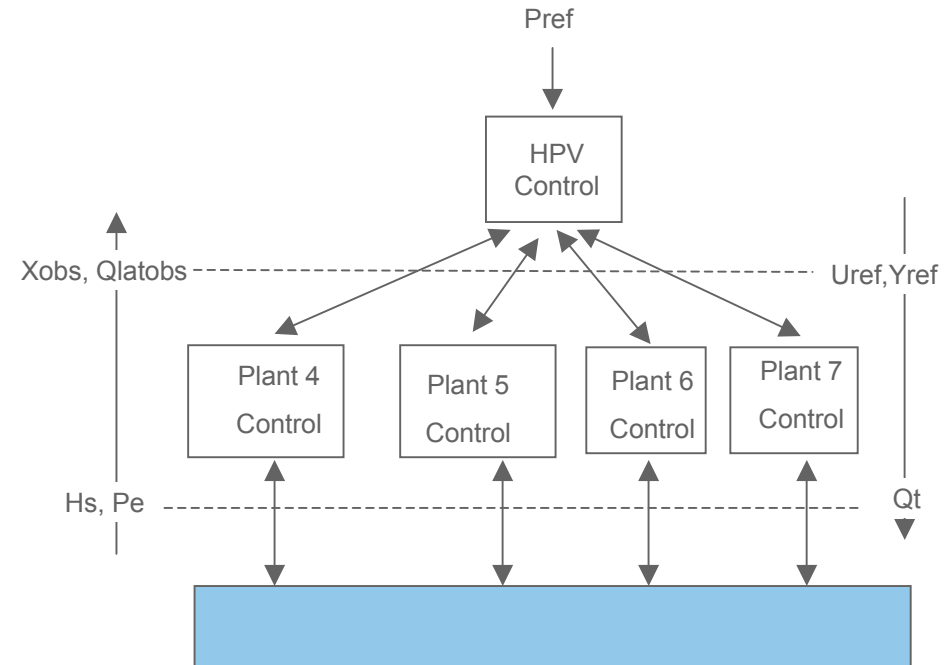 Pref
HPV
Control
Xobs, Qlatobs
Uref,Yref
Plant 4
Control
Plant 5
Control
Plant 6
Control
Plant 7
Control
Hs, Pe
Qt